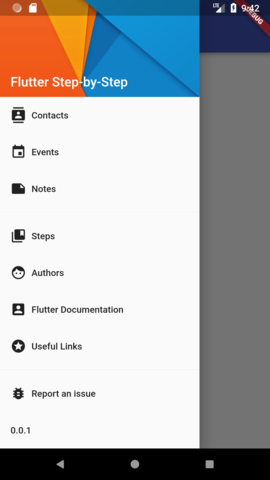 LTE 9:42
DEBUG
Flutter Step-by-Step
Contacts
Events
Notes
Steps
Authors
Flutter Documentation
Useful Links
Report an issue
0.0.1